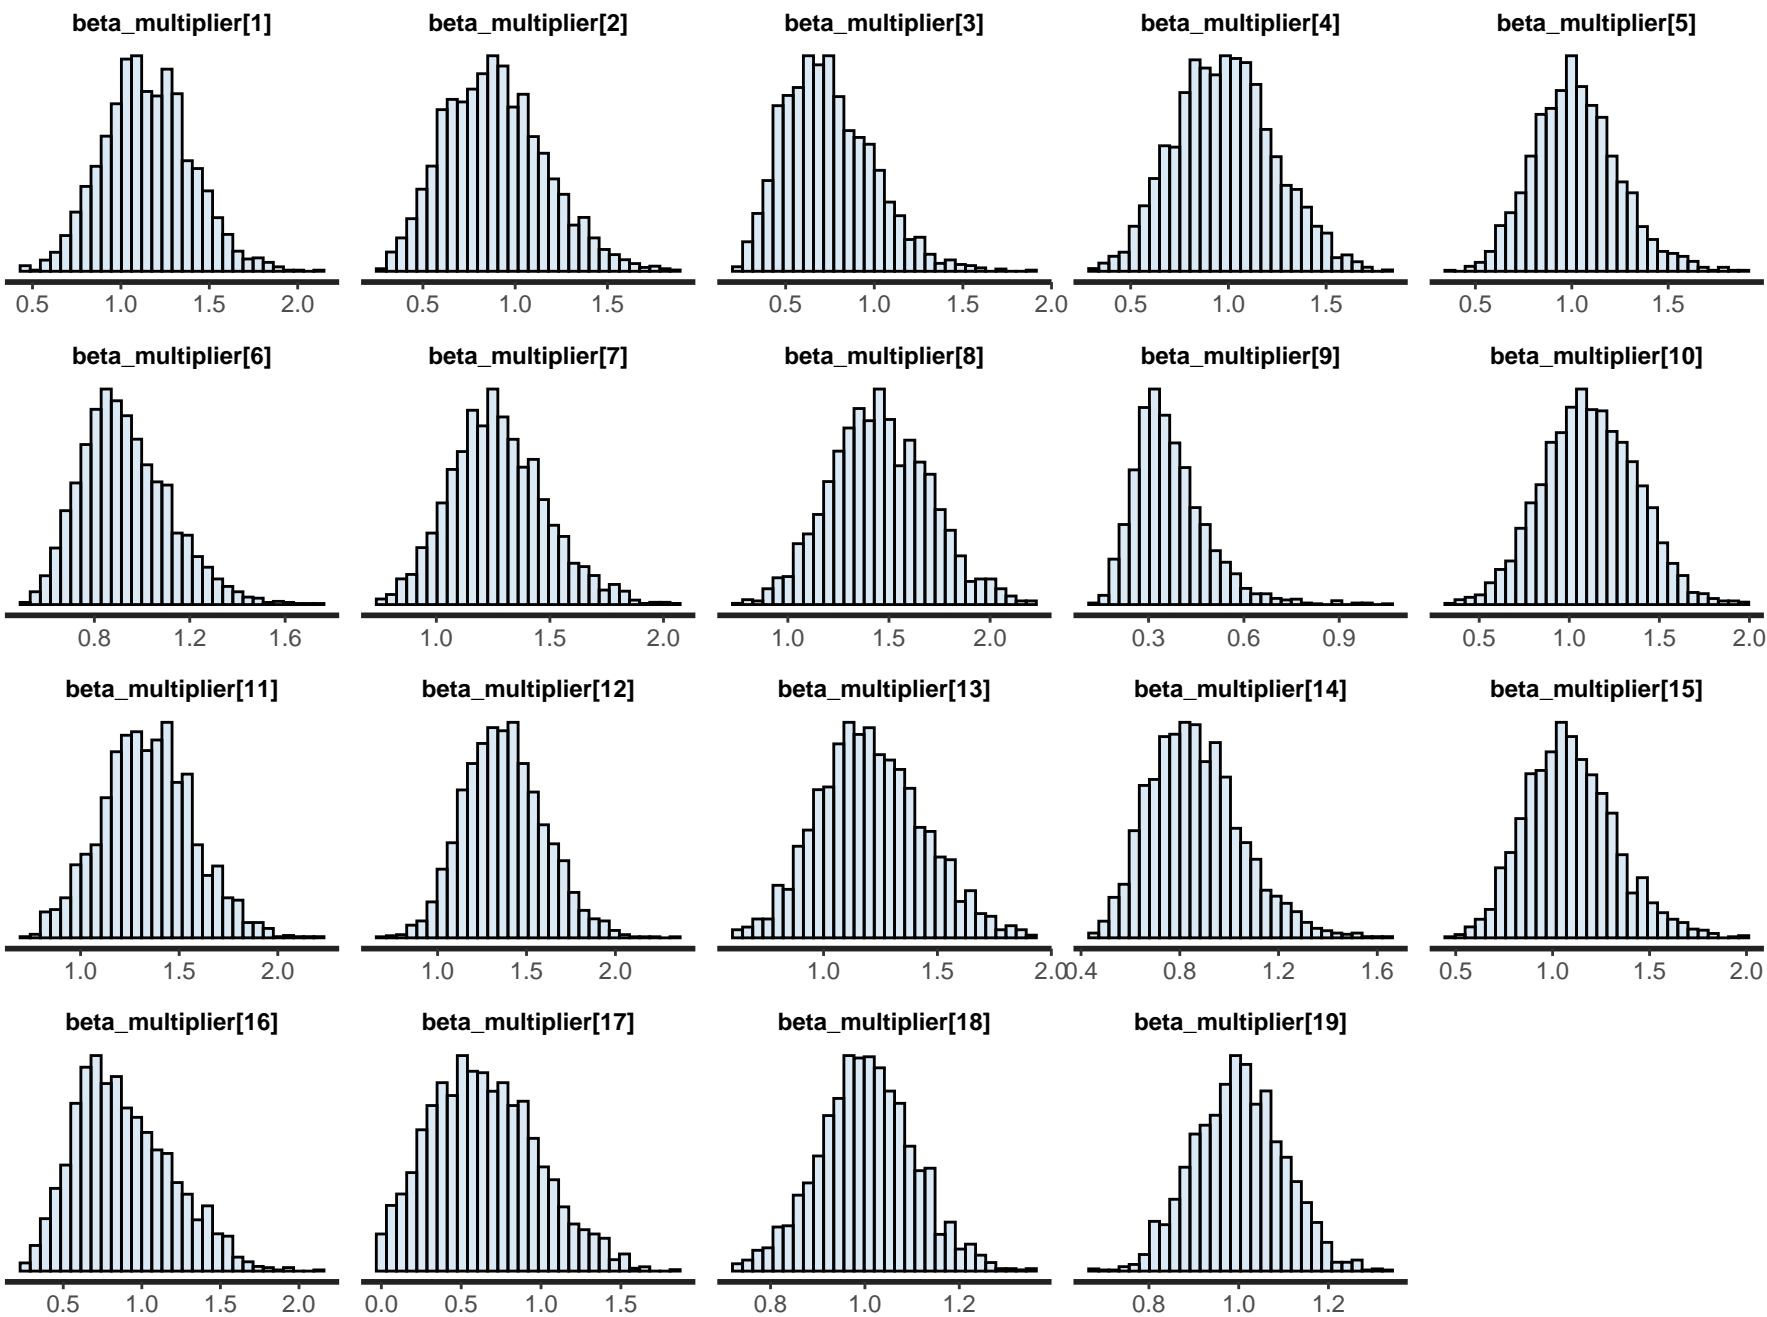 beta_multiplier[1] beta_multiplier[2] beta_multiplier[3] beta_multiplier[4] beta_multiplier[5]
0.5 1.0 1.5 2.0 0.5 1.0 1.5 0.5 1.0 1.5 2.0 0.5 1.0 1.5 0.5 1.0 1.5
beta_multiplier[6] beta_multiplier[7] beta_multiplier[8] beta_multiplier[9] beta_multiplier[10]
0.8 1.2 1.6 1.0 1.5 2.0 1.0 1.5 2.0 0.3 0.6 0.9 0.5 1.0 1.5 2.0
beta_multiplier[11] beta_multiplier[12] beta_multiplier[13] beta_multiplier[14] beta_multiplier[15]
1.0 1.5 2.0 1.0 1.5 2.0 1.0 1.5 2.0 0.4 0.8 1.2 1.6 0.5 1.0 1.5 2.0
beta_multiplier[16] beta_multiplier[17] beta_multiplier[18] beta_multiplier[19]
0.5 1.0 1.5 2.0 0.0 0.5 1.0 1.5 0.8 1.0 1.2 0.8 1.0 1.2